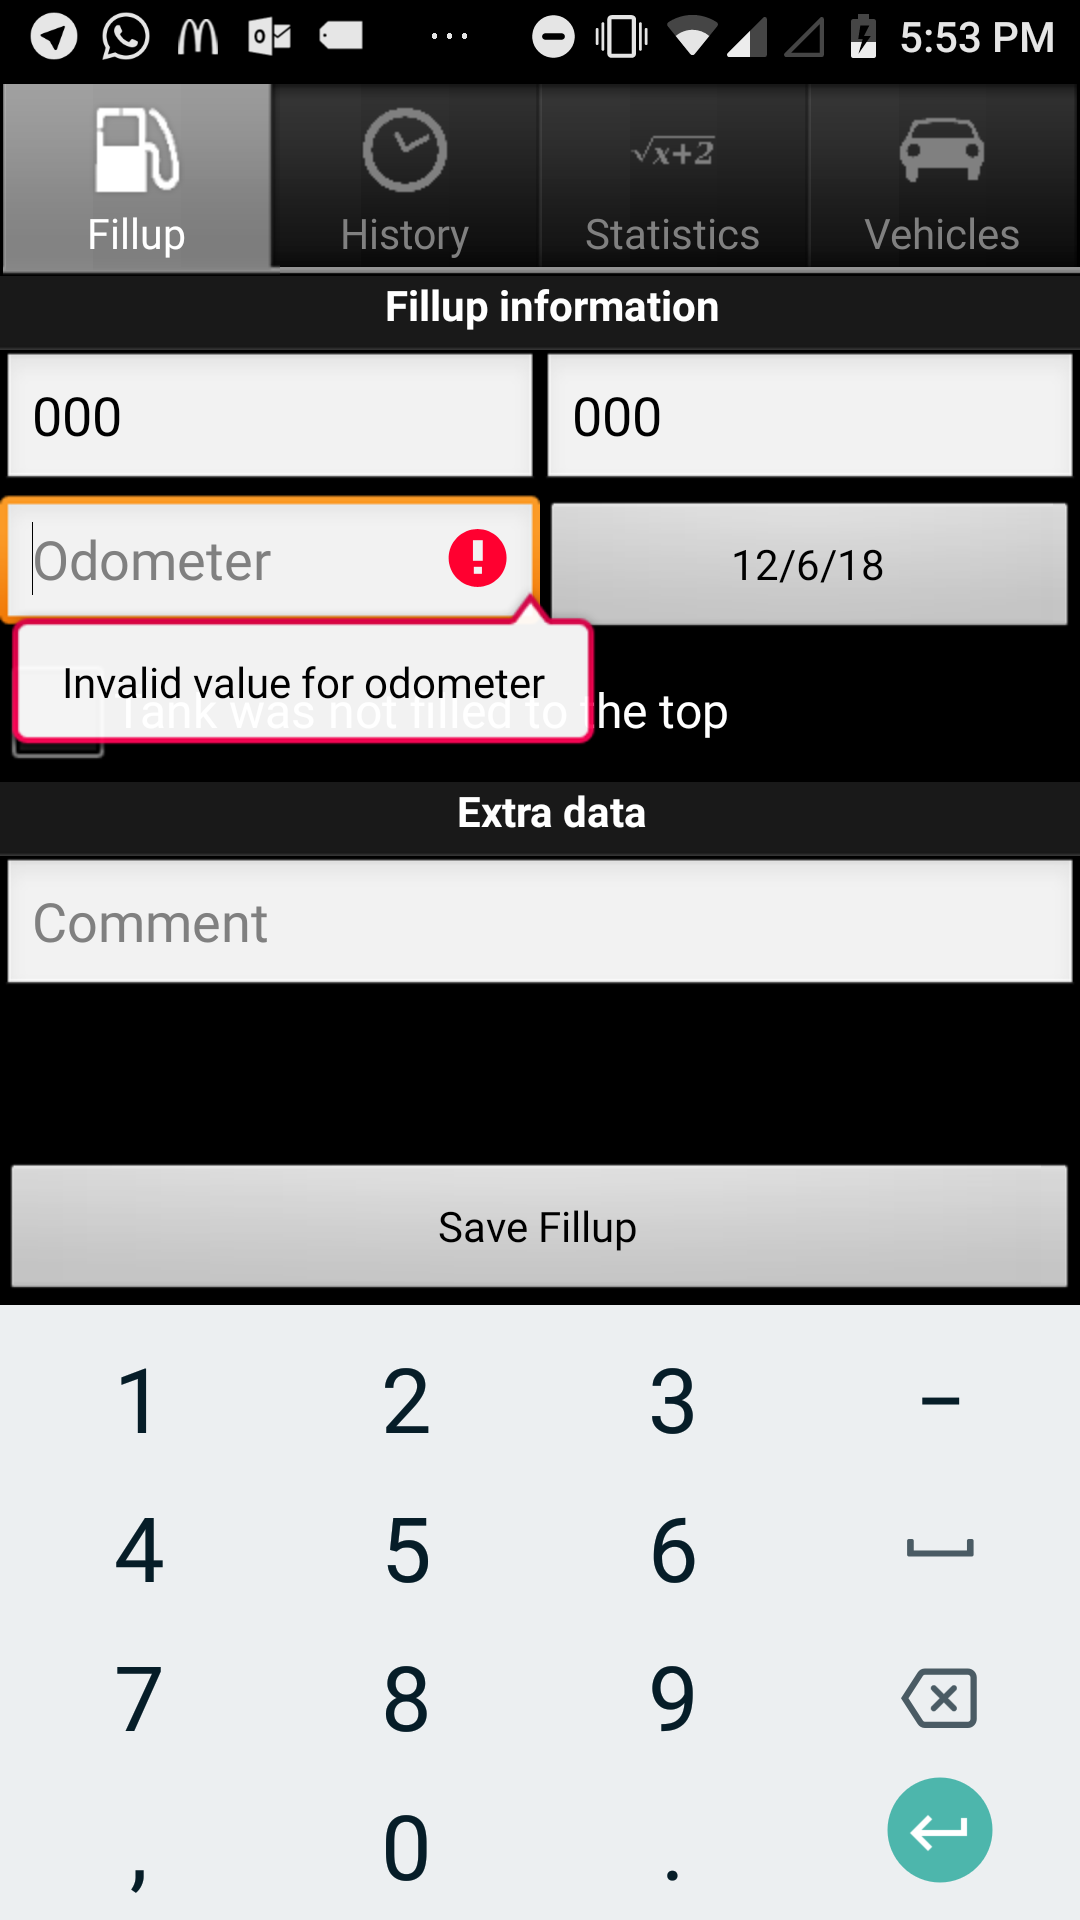 5:53 PM
√x+2
Fillup History Statistics Vehicles
Fillup information
000 000
Odometer 12/6/18
Invalid value for odometer
Tank was not filled to the top
Extra data
Comment
Save Fillup
1 2 3 –
4 5 6
7 8 9
, 0 .